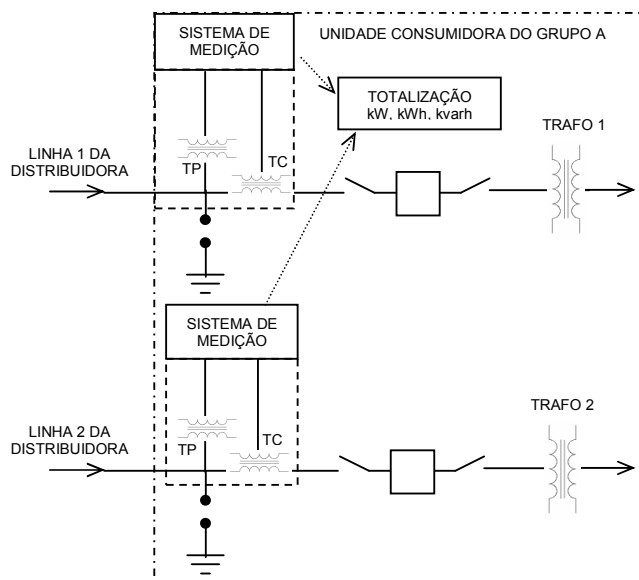 SISTEMA DE
MEDIÇÃO
UNIDADE CONSUMIDORA DO GRUPO A
TOTALIZAÇÃO
kW, kWh, kvarh
TRAFO 1
LINHA 1 DA
DISTRIBUIDORA
TP
TC
SISTEMA DE
MEDIÇÃO
TRAFO 2
LINHA 2 DA
DISTRIBUIDORA
TP
TC